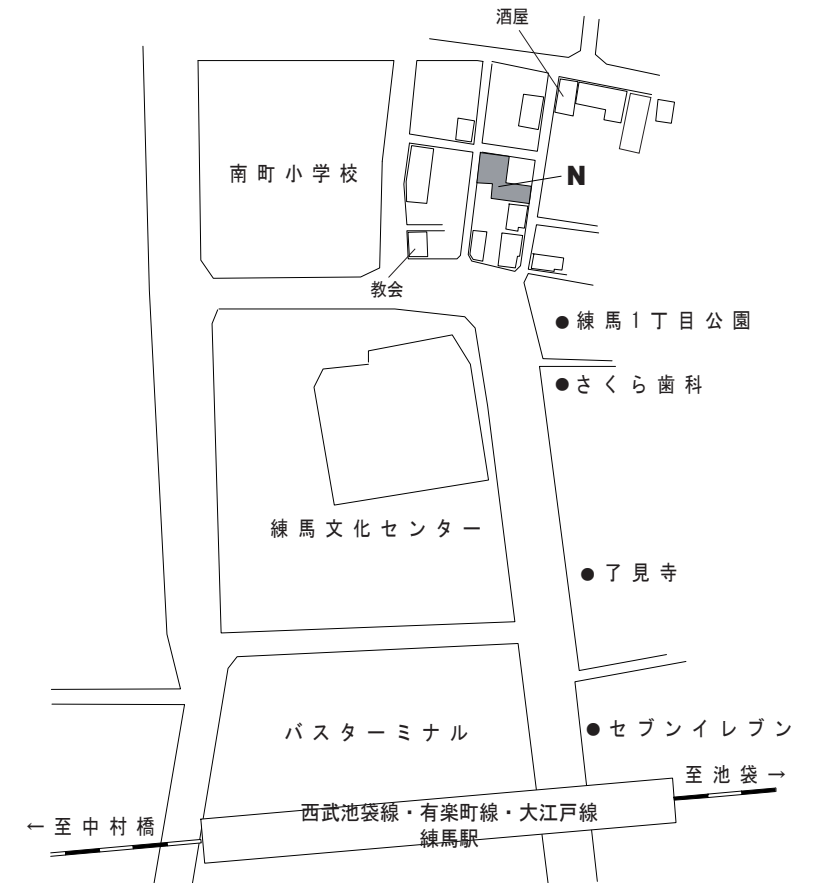 酒屋
南町小学校
N
教会
●練馬1丁目公園
●さくら歯科
練馬文化センター
●了見寺
バスターミナル
●セブンイレブン
至池袋→
西武池袋線・有楽町線・大江戸線
練馬駅
←至中村橋